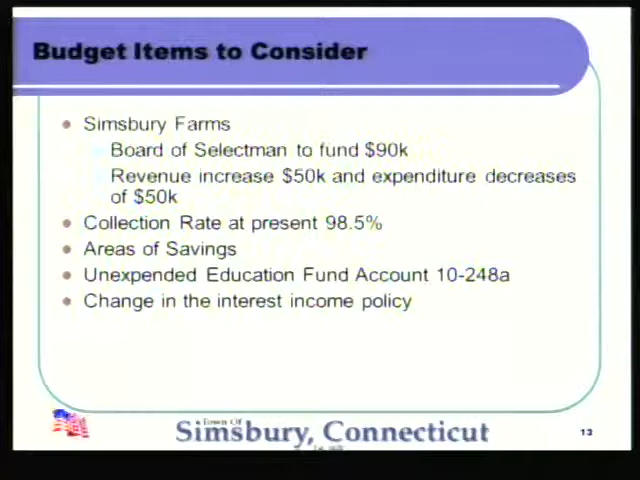 Budget Items to Consider
Simsbury Farms
Board of Selectman to fund $90k
Revenue increase $50k and expenditure decreases
of $50k
Collection Rate at present 98.5%
Areas of Savings
Unexpended Education Fund Account 10-248a
Change in the interest income policy
Town Of
Simsbury, Connecticut
13